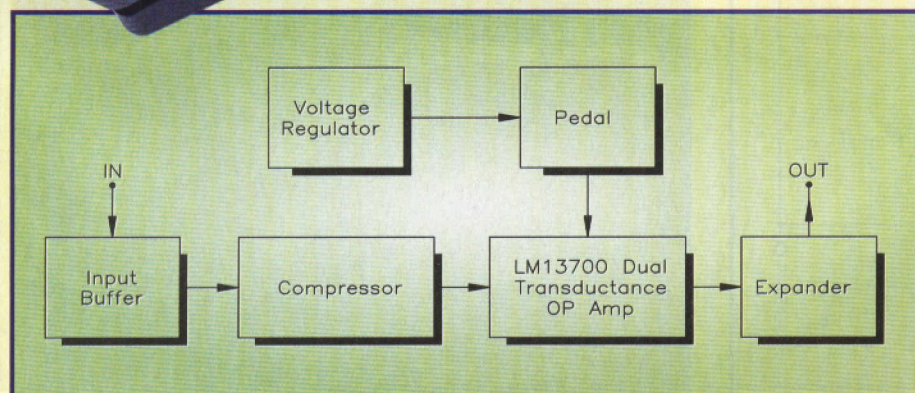 Voltage
Regulator
Pedal
IN
OUT
Input
Buffer
Compressor
LM13700 Dual
Transductance
OP Amp
Expander